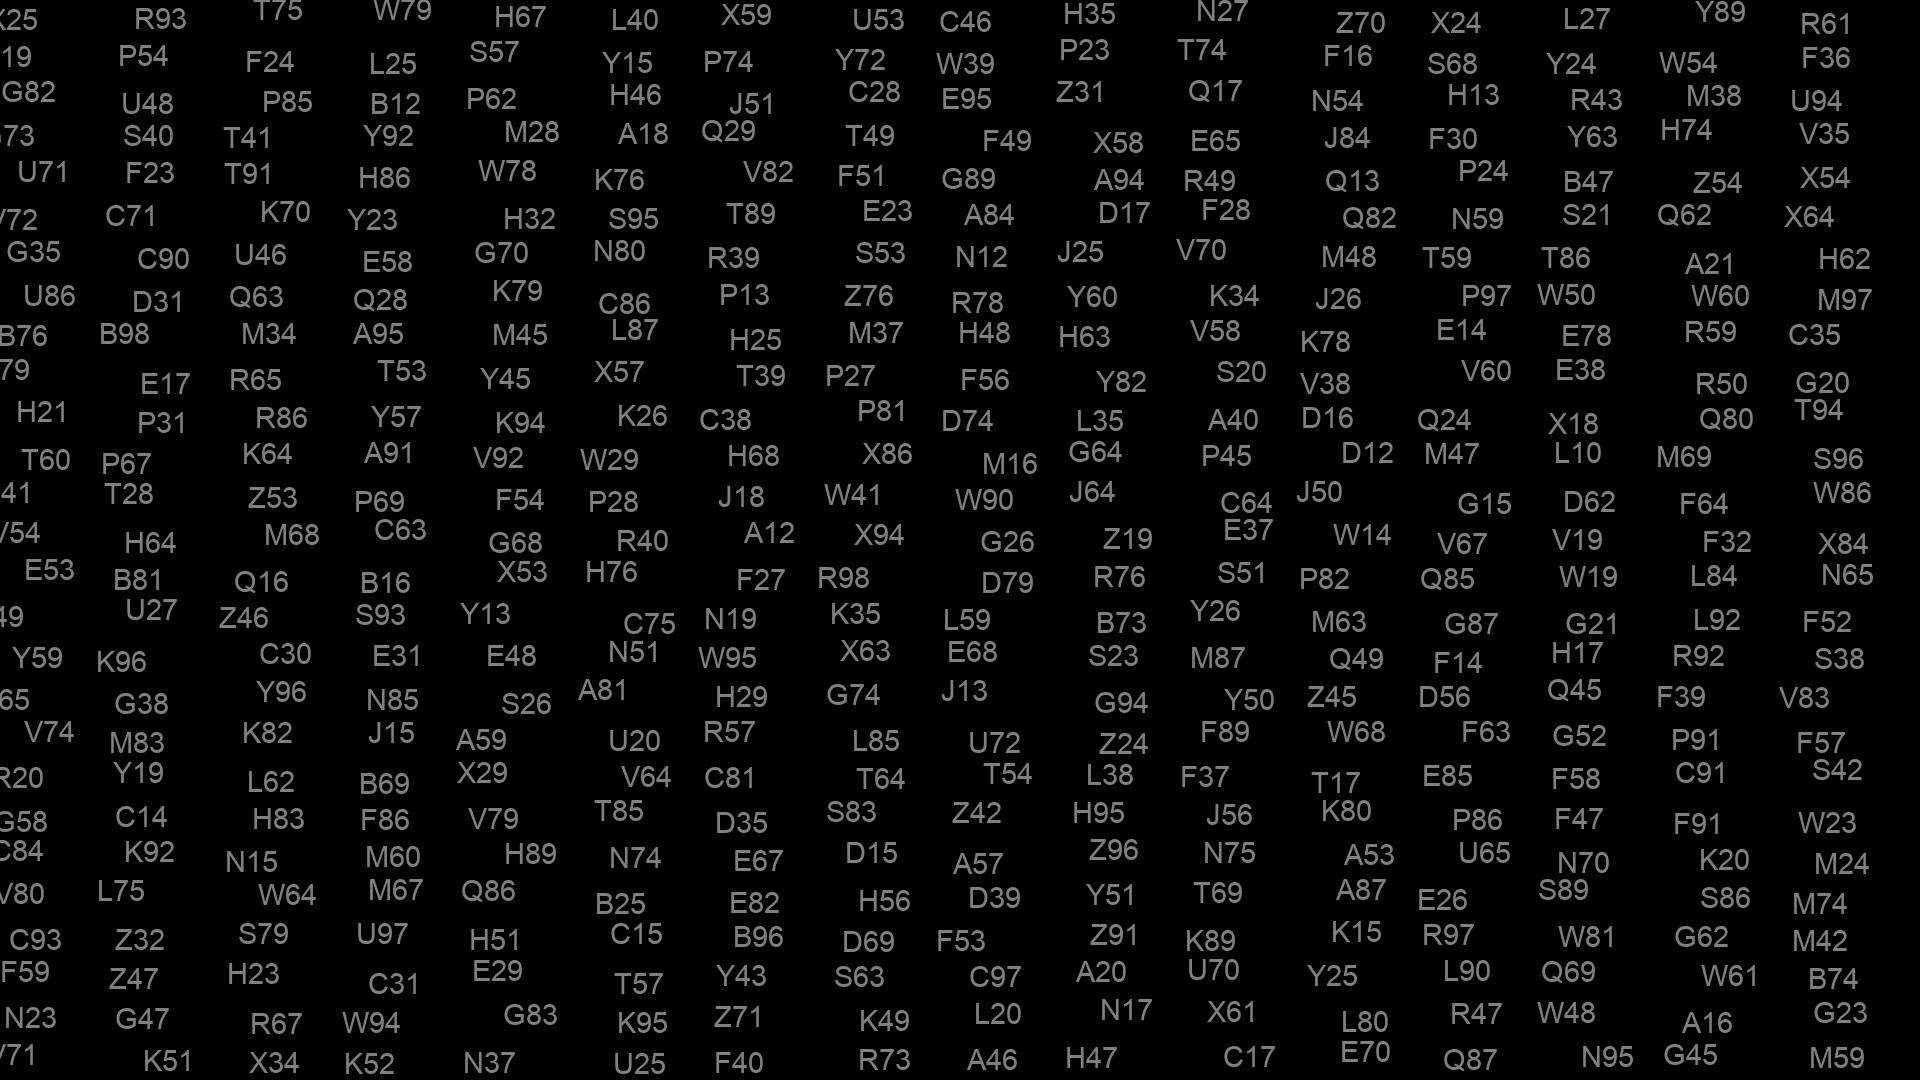 X25 R93 T75 W79 H67 L40 X59 U53 C46 H35 N27 Z70 X24 L27 Y89 R61
19 P54 F24 L25 S57 Y15 P74 Y72 W39 P23 T74 F16 S68 Y24 W54 F36
G82 U48 P85 B12 P62 H46 J51 C28 E95 Z31 Q17 N54 H13 R43 M38 U94
73 S40 T41 Y92 M28 A18 Q29 T49 F49 X58 E65 J84 F30 Y63 H74 V35
U71 F23 T91 H86 W78 K76 V82 F51 G89 A94 R49 Q13 P24 B47 Z54 X54
V72 C71 K70 Y23 H32 S95 T89 E23 A84 D17 F28 Q82 N59 S21 Q62 X64
G35 C90 U46 E58 G70 N80 R39 S53 N12 J25 V70 M48 T59 T86 A21 H62
U86 D31 Q63 Q28 K79 C86 P13 Z76 R78 Y60 K34 J26 P97 W50 W60 M97
B76 B98 M34 A95 M45 L87 H25 M37 H48 H63 V58 K78 E14 E78 R59 C35
79 E17 R65 T53 Y45 X57 T39 P27 F56 Y82 S20 V38 V60 E38 R50 G20
H21 P31 R86 Y57 K94 K26 C38 P81 D74 L35 A40 D16 Q24 X18 Q80 T94
T60 P67 K64 A91 V92 W29 H68 X86 M16 G64 P45 D12 M47 L10 M69 S96
41 T28 Z53 P69 F54 P28 J18 W41 W90 J64 C64 J50 G15 D62 F64 W86
V54 H64 M68 C63 G68 R40 A12 X94 G26 Z19 E37 W14 V67 V19 F32 X84
E53 B81 Q16 B16 X53 H76 F27 R98 D79 R76 S51 P82 Q85 W19 L84 N65
49 U27 Z46 S93 Y13 C75 N19 K35 L59 B73 Y26 M63 G87 G21 L92 F52
Y59 K96 C30 E31 E48 N51 W95 X63 E68 S23 M87 Q49 F14 H17 R92 S38
65 G38 Y96 N85 S26 A81 H29 G74 J13 G94 Y50 Z45 D56 Q45 F39 V83
V74 M83 K82 J15 A59 U20 R57 L85 U72 Z24 F89 W68 F63 G52 P91 F57
R20 Y19 L62 B69 X29 V64 C81 T64 T54 L38 F37 T17 E85 F58 C91 S42
G58 C14 H83 F86 V79 T85 D35 S83 Z42 H95 J56 K80 P86 F47 F91 W23
C84 K92 N15 M60 H89 N74 E67 D15 A57 Z96 N75 A53 U65 N70 K20 M24
V80 L75 W64 M67 Q86 B25 E82 H56 D39 Y51 T69 A87 E26 S89 S86 M74
C93 Z32 S79 U97 H51 C15 B96 D69 F53 Z91 K89 K15 R97 W81 G62 M42
F59 Z47 H23 C31 E29 T57 Y43 S63 C97 A20 U70 Y25 L90 Q69 W61 B74
N23 G47 R67 W94 G83 K95 Z71 K49 L20 N17 X61 L80 R47 W48 A16 G23
V71 K51 X34 K52 N37 U25 F40 R73 A46 H47 C17 E70 Q87 N95 G45 M59